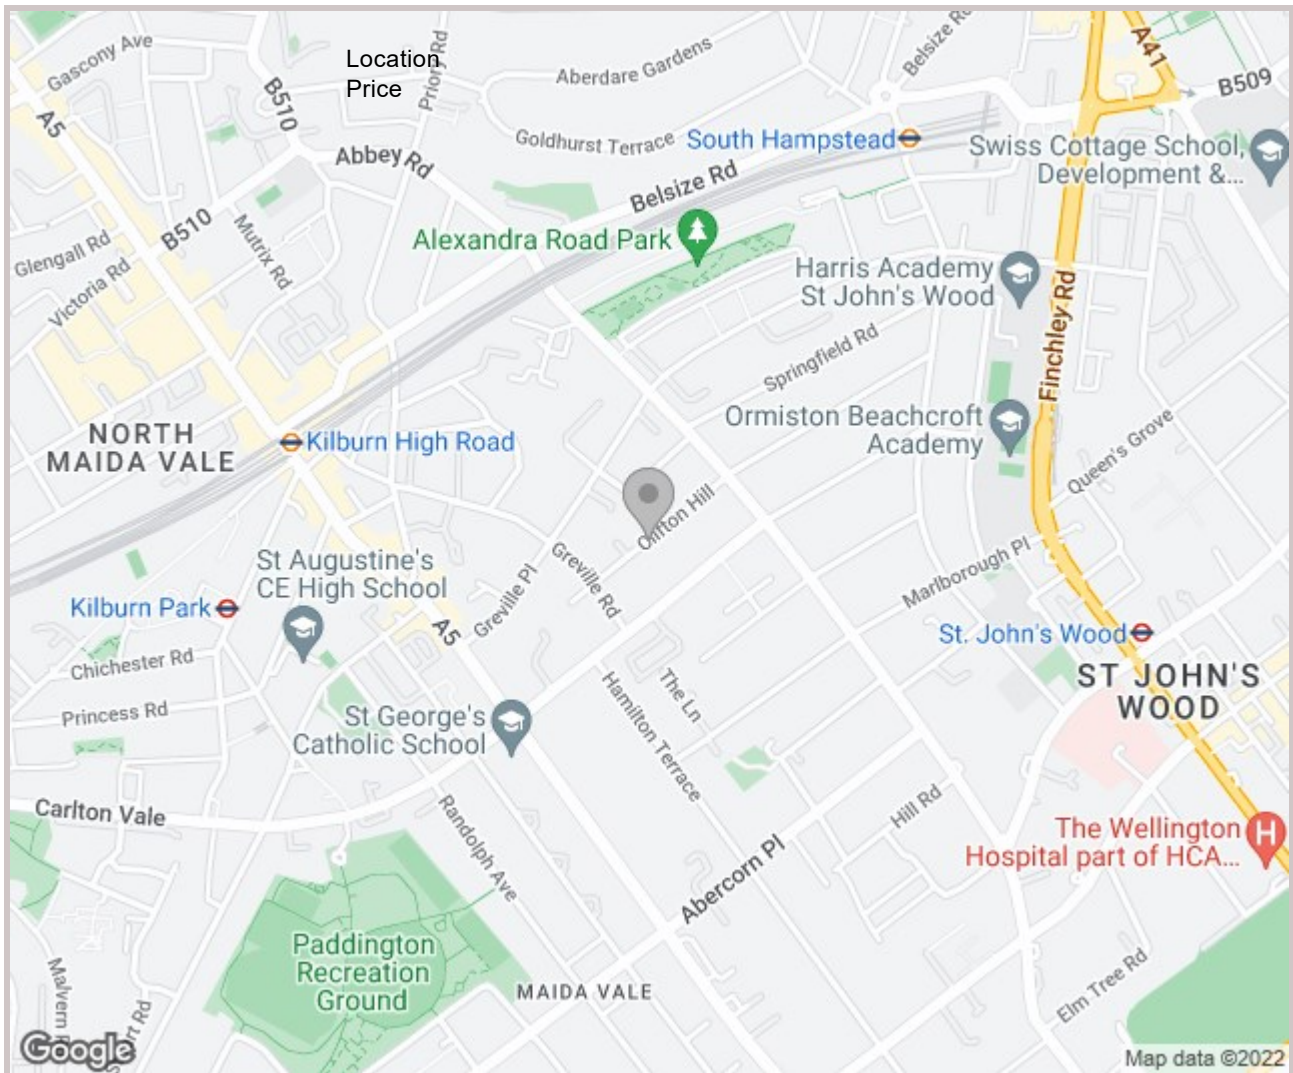 Gascony Ave
Location
Price
Priory Rd
Aberdare Gardens
Belsize Rd
A41
B509
A5
B510
Goldhurst Terrace
South Hampstead
Swiss Cottage School,
Development &...
Abbey Rd
Belsize Rd
B510
Mutrix Rd
Glengall Rd
Victoria Rd
Alexandra Road Park
Harris Academy
St John's Wood
Finchley Rd
Springfield Rd
NORTH
MAIDA VALE
Kilburn High Road
Ormiston Beachcroft
Academy
Queen's Grove
Clifton Hill
St Augustine's
CE High School
Greville Pl
Greville Rd
Marlborough Pl
Kilburn Park
A5
St. John's Wood
Chichester Rd
ST JOHN'S
WOOD
Princess Rd
St George's
Catholic School
Hamilton Terrace
The Ln
Carlton Vale
Randolph Ave
Hill Rd
The Wellington
Hospital part of HCA...
Abercorn Pl
Paddington
Recreation
Ground
MAIDA VALE
Elm Tree Rd
Malvern
Rd
Google
Map data ©2022